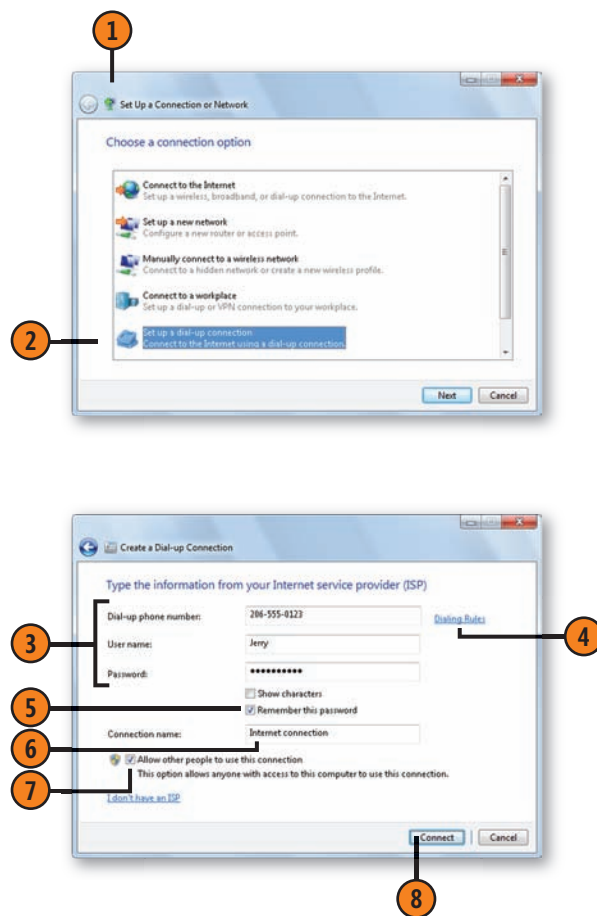 1
Set Up a Connection or Network
Choose a connection option
Connect to the Internet
Set up a wireless, broadband, or dial-up connection to the Internet.
Set up a new network
Configure a new router or access point.
Manually connect to a wireless network
Connect to a hidden network or create a new wireless profile.
Connect to a workplace
Set up a dial-up or VPN connection to your workplace.
2
Set up a dial-up connection
Connect to the Internet using a dial-up connection.
Next
Cancel
Create a Dial-up Connection
Type the information from your Internet service provider (ISP)
3
Dial-up phone number:
206-555-0123
Dialing Rules
4
User name:
Jerry
Password:
••••••••••
Show characters
5
Remember this password
Connection name:
Internet connection
6
Allow other people to use this connection
This option allows anyone with access to this computer to use this connection.
7
I don't have an ISP
Connect
Cancel
8